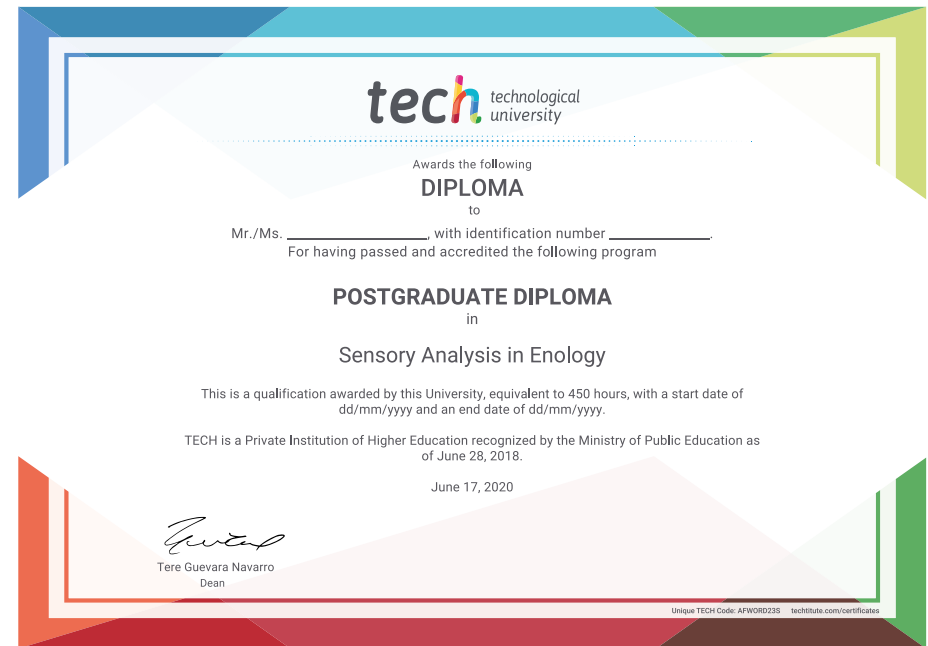 tech technological
university
Awards the following
DIPLOMA
to
Mr./Ms. ____________________, with identification number ______________.
For having passed and accredited the following program
POSTGRADUATE DIPLOMA
in
Sensory Analysis in Enology
This is a qualification awarded by this University, equivalent to 450 hours, with a start date of
dd/mm/yyyy and an end date of dd/mm/yyyy.
TECH is a Private Institution of Higher Education recognized by the Ministry of Public Education as
of June 28, 2018.
June 17, 2020
Tere Guevara Navarro
Dean
Unique TECH Code: AFWORD23S techtitute.com/certificates